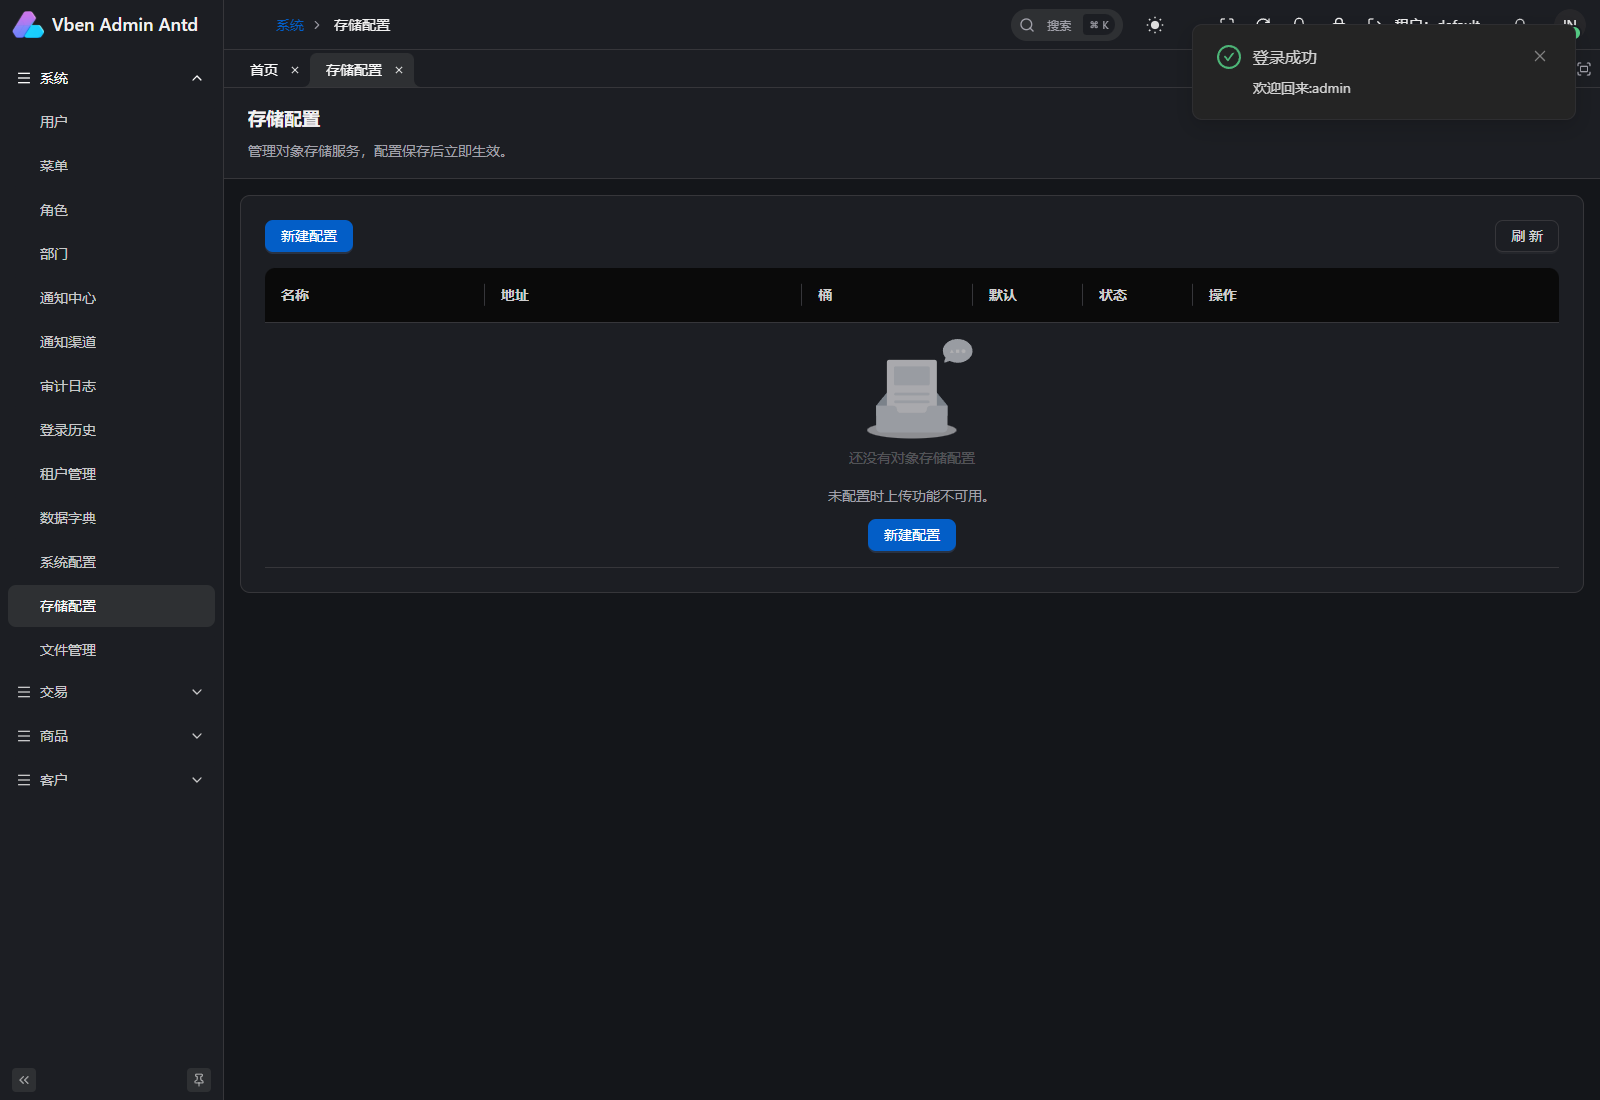 Vben Admin Antd
系统 > 存储配置
搜索 ⌘ K
登录成功
欢迎回来:admin
首页
存储配置
存储配置
管理对象存储服务，配置保存后立即生效。
系统
用户
菜单
角色
部门
通知中心
通知渠道
审计日志
登录历史
租户管理
数据字典
系统配置
存储配置
文件管理
交易
商品
客户
新建配置
刷 新
名称 地址 桶 默认 状态 操作
还没有对象存储配置
未配置时上传功能不可用。
新建配置